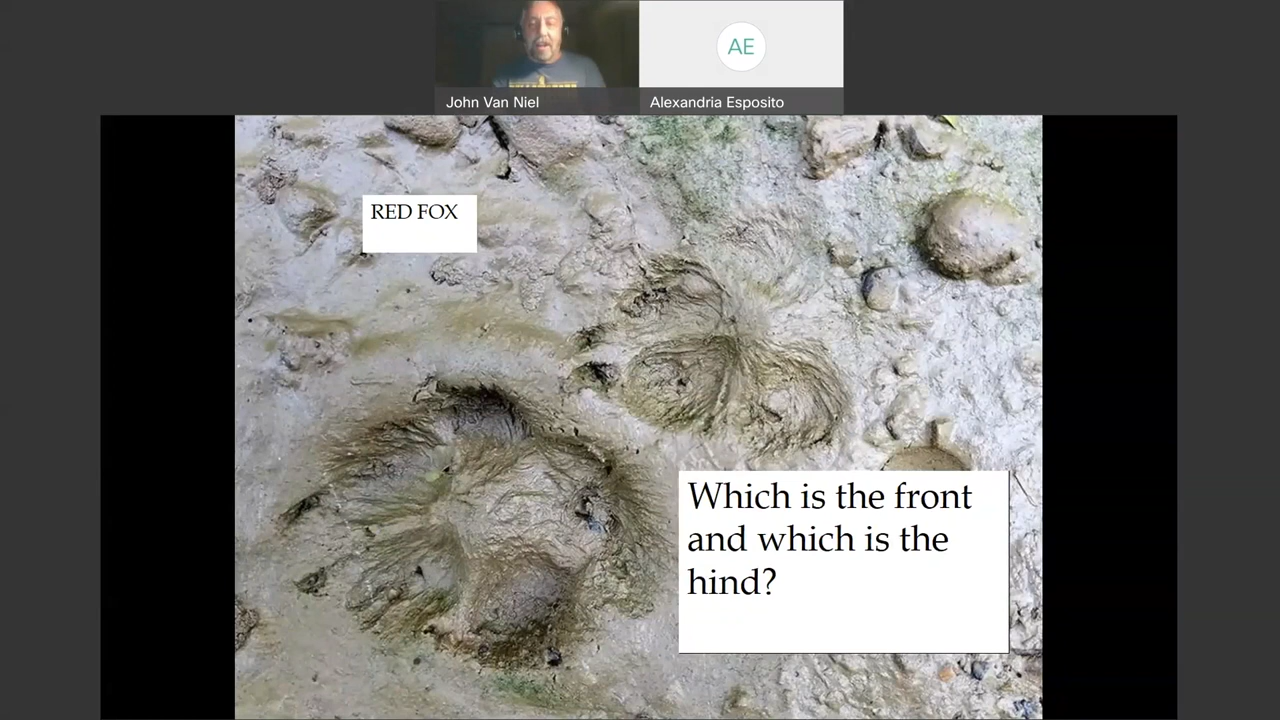 AE
John Van Niel
Alexandria Esposito
RED FOX
Which is the front
and which is the
hind?